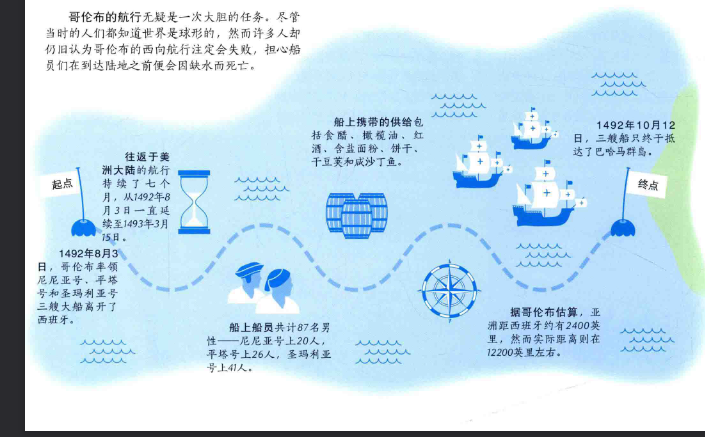 哥伦布的航行无疑是一次大胆的任务。尽管
当时的人们都知道世界是球形的，然而许多人却
仍旧认为哥伦布的西向航行注定会失败，担心船
员们在到达陆地之前便会因缺水而死亡。
起点
往返于美
洲大陆的航行
持续了七个
月，从1492年8
月3日一直延
续至1493年3月
15日。
1492年8月3
日，哥伦布率领
尼尼亚号、平塔
号和圣玛利亚号
三艘大船离开了
西班牙。
船上船员共计87名男
性——尼尼亚号上20人，
平塔号上26人，圣玛利亚
号上41人。
船上携带的供给包
括食醋、橄榄油、红
酒、含盐面粉、饼干、
干豆荚和咸沙丁鱼。
据哥伦布估算，亚
洲距西班牙约有2400英
里，然而实际距离则在
12200英里左右。
1492年10月12
日，三艘船只终于抵
达了巴哈马群岛。
终点